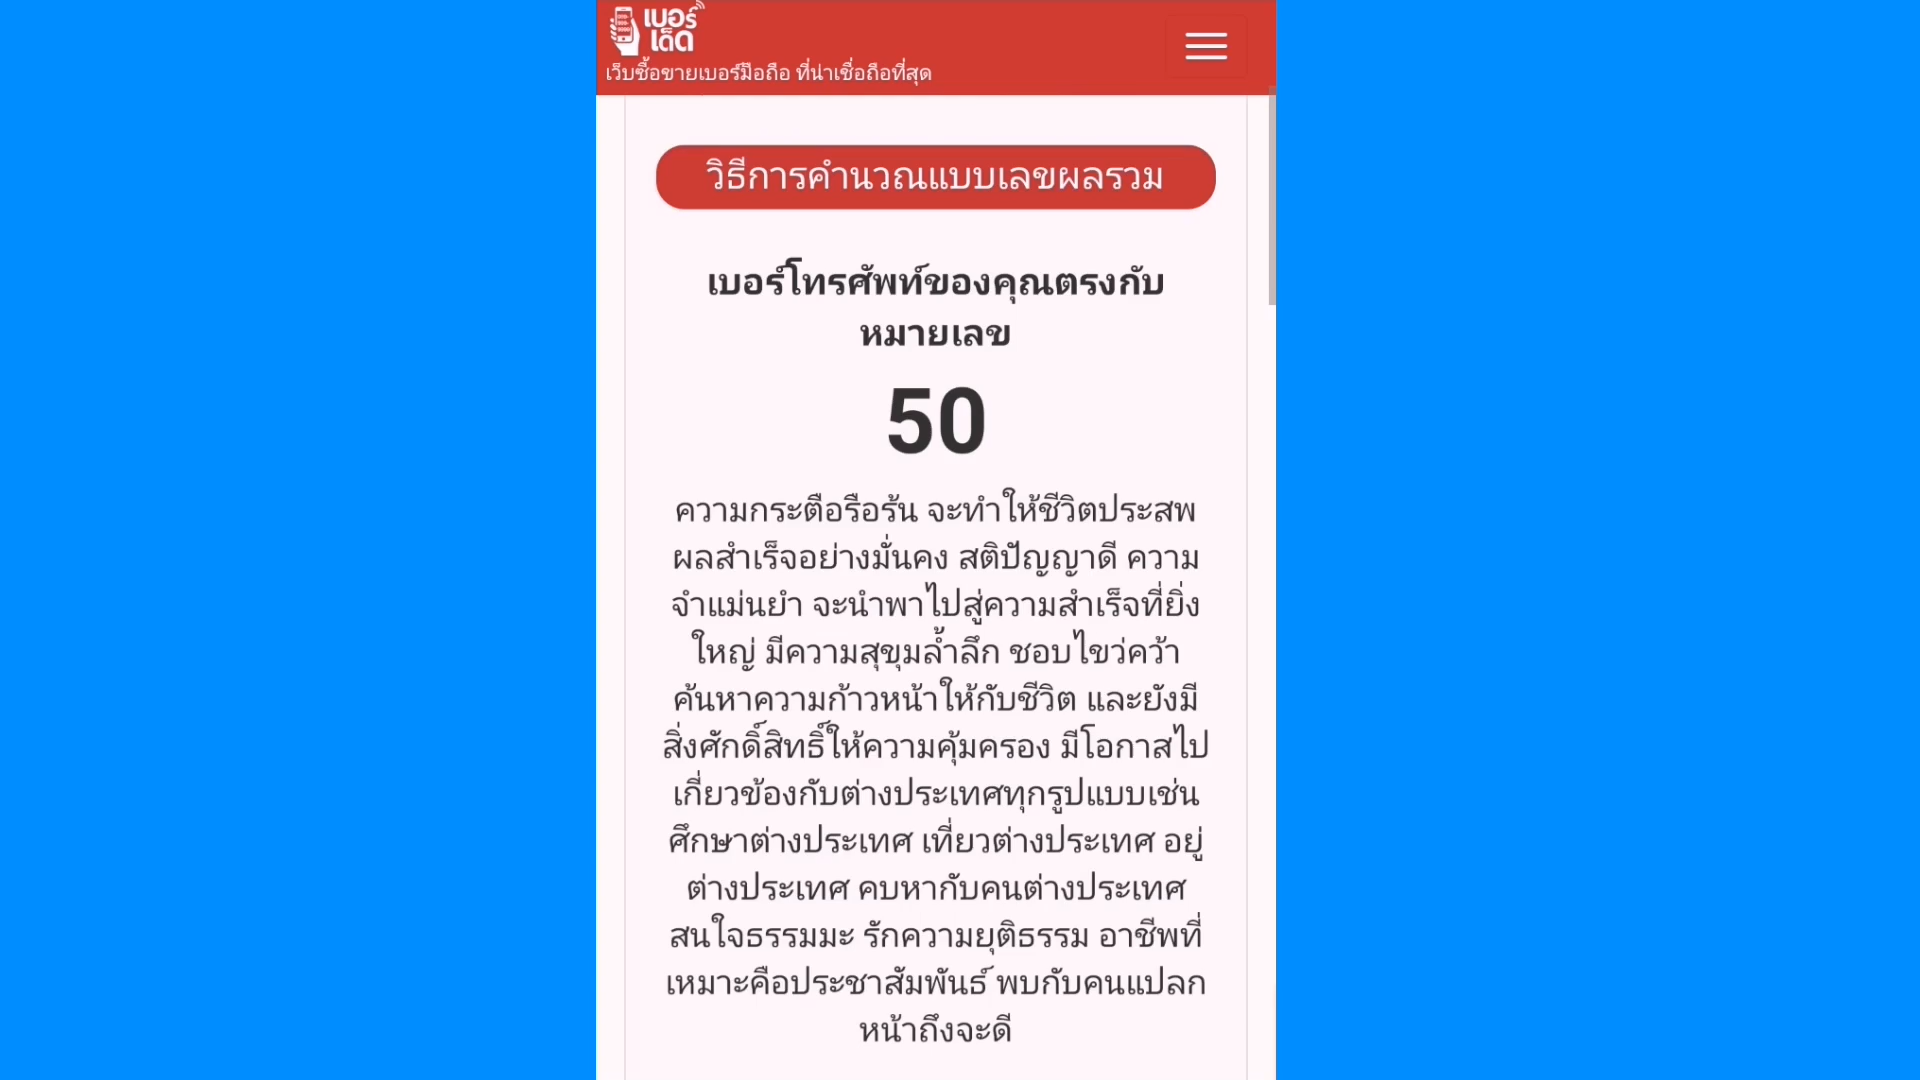 เบอร์
เด็ด
เว็บซื้อขายเบอร์มือถือ ที่น่าเชื่อถือที่สุด
วิธีการคำนวณแบบเลขผลรวม
เบอร์โทรศัพท์ของคุณตรงกับ
หมายเลข
50
ความกระตือรือร้น จะทำให้ชีวิตประสพ
ผลสำเร็จอย่างมั่นคง สติปัญญาดี ความ
จำแม่นยำ จะนำพาไปสู่ความสำเร็จที่ยิ่ง
ใหญ่ มีความสุขุมล้ำลึก ชอบไขว่คว้า
ค้นหาความก้าวหน้าให้กับชีวิต และยังมี
สิ่งศักดิ์สิทธิ์ให้ความคุ้มครอง มีโอกาสไป
เกี่ยวข้องกับต่างประเทศทุกรูปแบบเช่น
ศึกษาต่างประเทศ เที่ยวต่างประเทศ อยู่
ต่างประเทศ คบหากับคนต่างประเทศ
สนใจธรรมมะ รักความยุติธรรม อาชีพที่
เหมาะคือประชาสัมพันธ์ พบกับคนแปลก
หน้าถึงจะดี